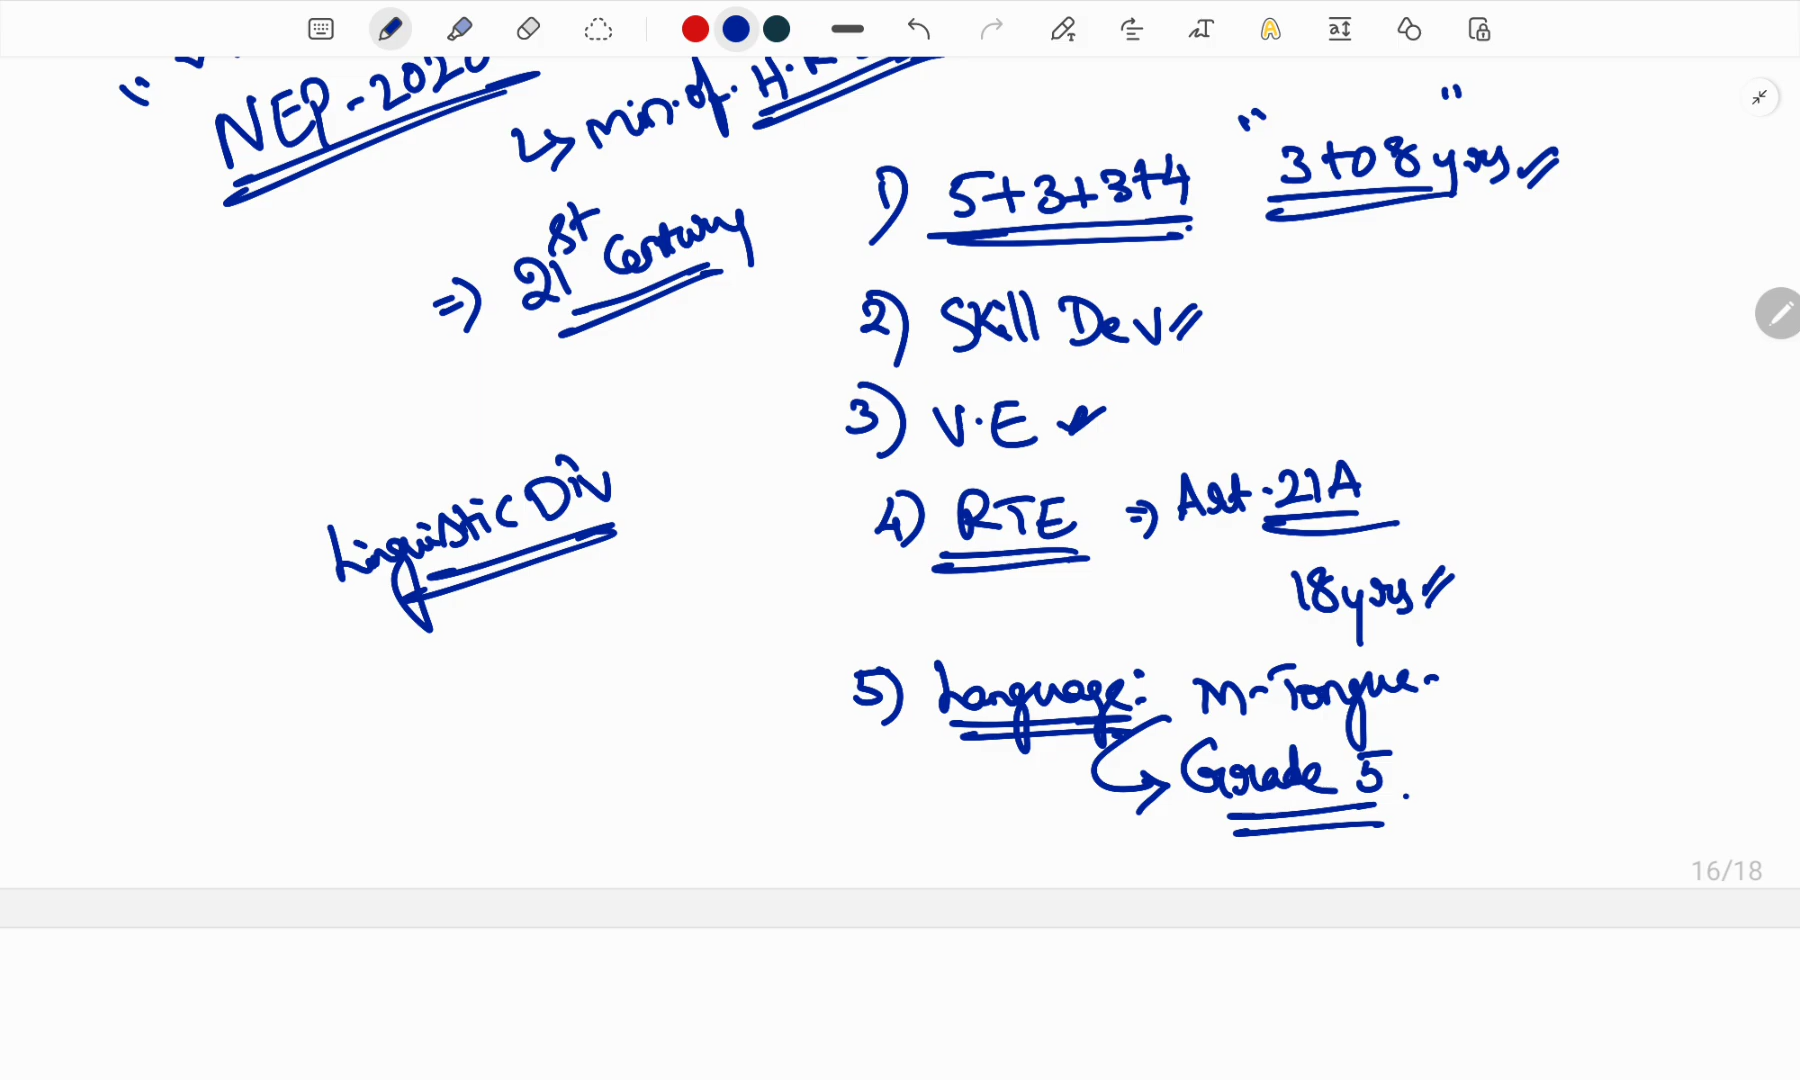 " NEP-2020
↳ min. of. H.R
=> 21st Century
1) 5+3+3+4 "3 to 8 yrs"
2) Skill Dev
3) V.E
4) RTE => Art-21A
18 yrs
5) Language: M-Tongue-
Grade 5.
Linguistic Div
16/18